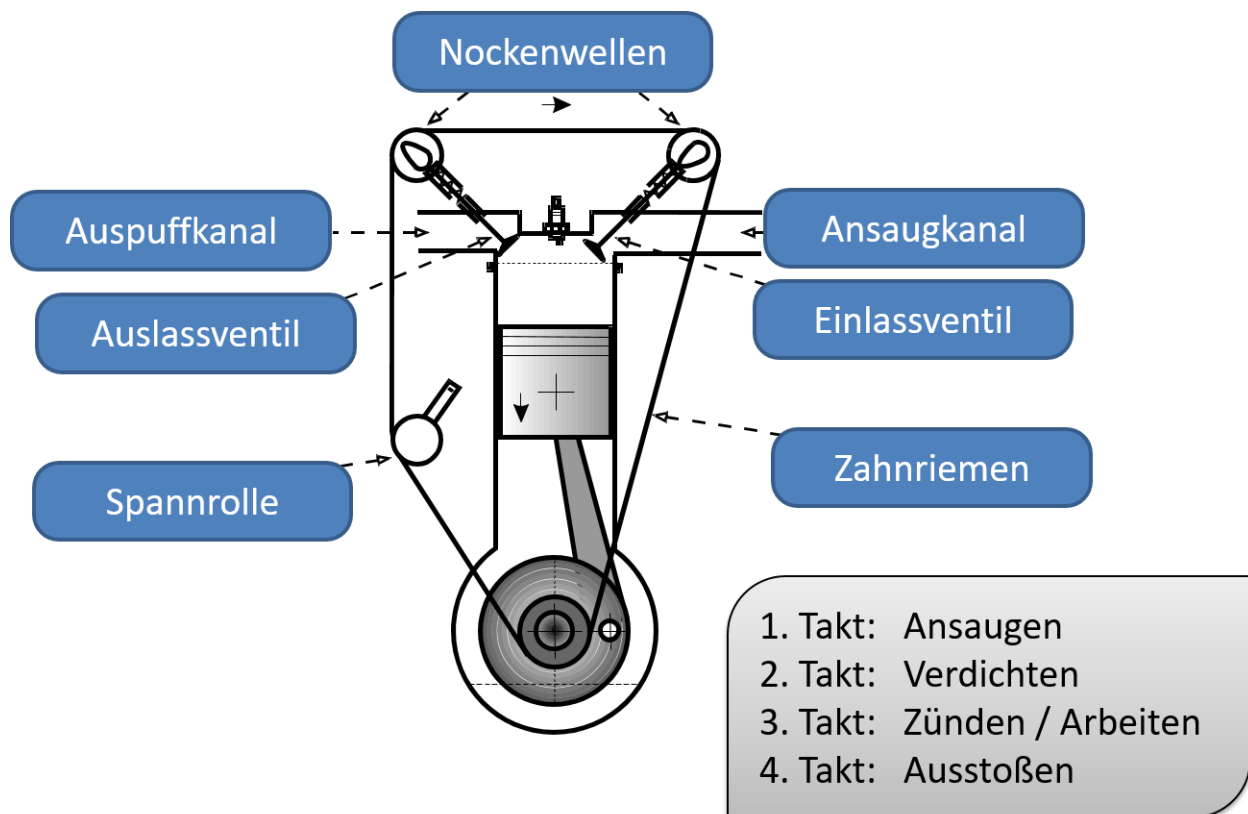 Nockenwellen
Auspuffkanal
Ansaugkanal
Auslassventil
Einlassventil
Spannrolle
Zahnriemen
1. Takt: Ansaugen
2. Takt: Verdichten
3. Takt: Zünden / Arbeiten
4. Takt: Ausstoßen